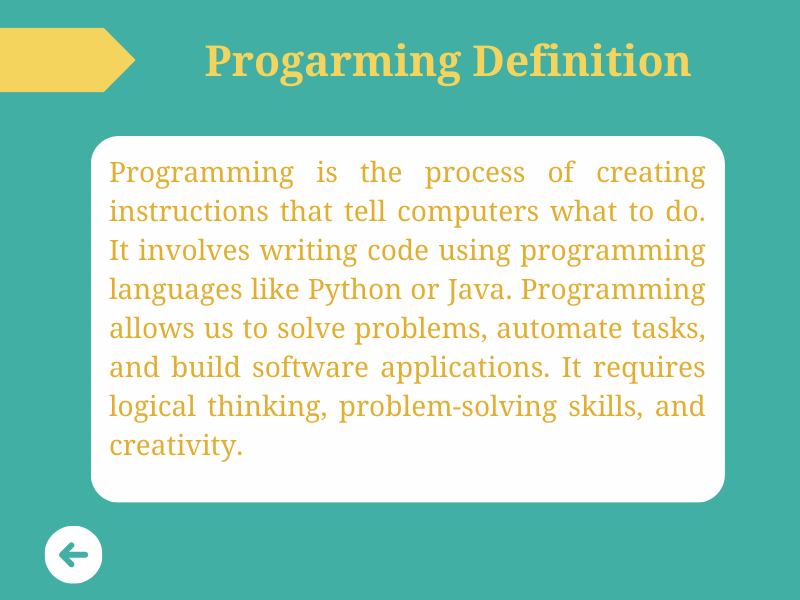 Progarming Definition
Programming is the process of creating
instructions that tell computers what to do.
It involves writing code using programming
languages like Python or Java. Programming
allows us to solve problems, automate tasks,
and build software applications. It requires
logical thinking, problem-solving skills, and
creativity.